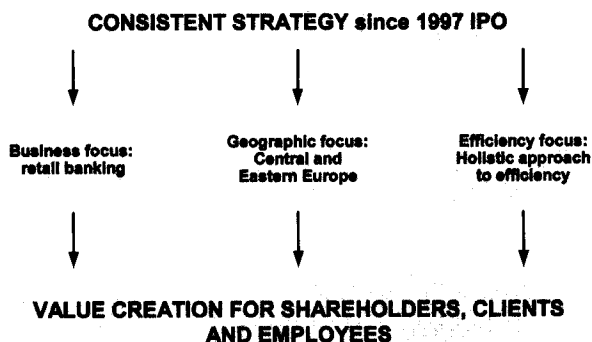 CONSISTENT STRATEGY since 1997 IPO
Business focus:
retail banking
Geographic focus:
Central and
Eastern Europe
Efficiency focus:
Holistic approach
to efficiency
VALUE CREATION FOR SHAREHOLDERS, CLIENTS
AND EMPLOYEES